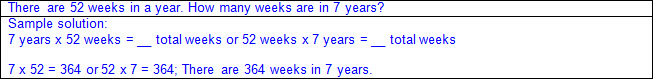 There are 52 weeks in a year. How many weeks are in 7 years?
Sample solution:
7 years x 52 weeks = __ total weeks or 52 weeks x 7 years = __ total weeks
7 x 52 = 364 or 52 x 7 = 364; There are 364 weeks in 7 years.